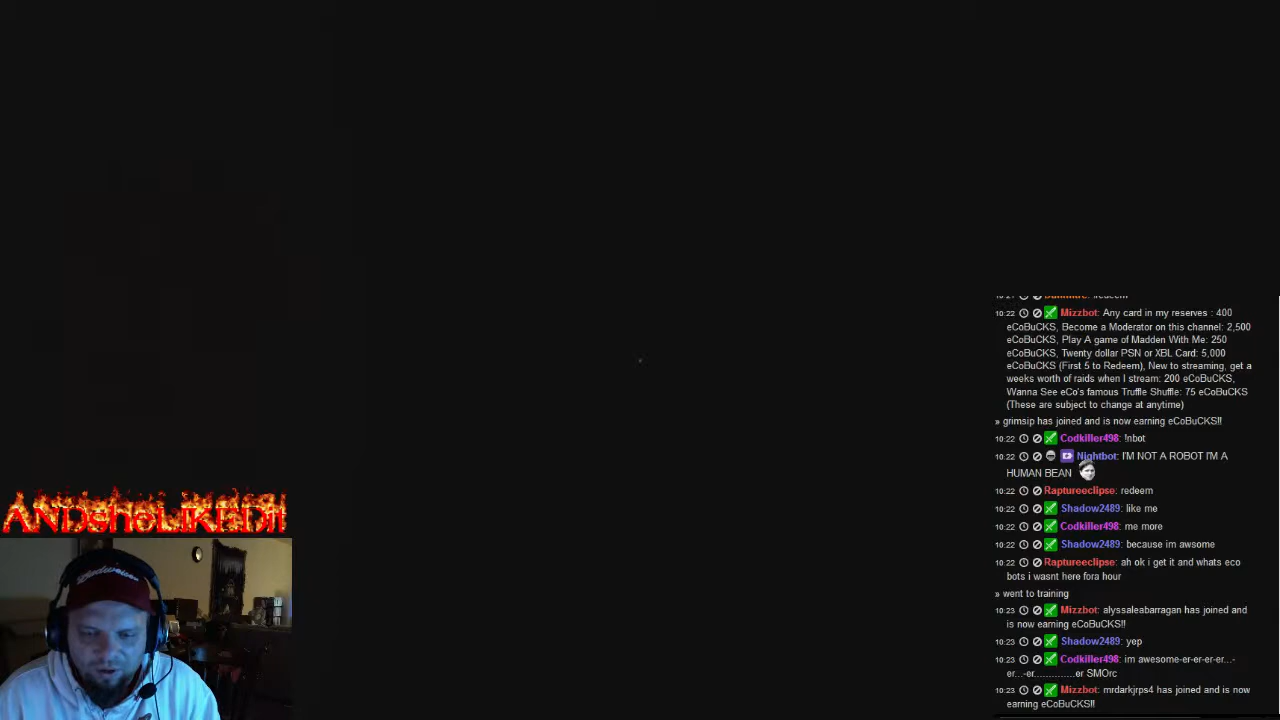 10:22 Mizzbot: Any card in my reserves : 400
eCoBuCKS, Become a Moderator on this channel: 2,500
eCoBuCKS, Play A game of Madden With Me: 250
eCoBuCKS, Twenty dollar PSN or XBL Card: 5,000
eCoBuCKS (First 5 to Redeem), New to streaming, get a
weeks worth of raids when I stream: 200 eCoBuCKS,
Wanna See eCo's famous Truffle Shuffle: 75 eCoBuCKS
(These are subject to change at anytime)
» grimsip has joined and is now earning eCoBuCKS!!
10:22 Codkiller498: !nbot
10:22 Nightbot: I'M NOT A ROBOT I'M A
HUMAN BEAN
10:22 Raptureeclipse: redeem
10:22 Shadow2489: like me
10:22 Codkiller498: me more
10:22 Shadow2489: because im awsome
10:22 Raptureeclipse: ah ok i get it and whats eco
bots i wasnt here fora hour
» went to training
10:23 Mizzbot: alyssaleabarragan has joined and
is now earning eCoBuCKS!!
10:23 Shadow2489: yep
10:23 Codkiller498: im awesome-er-er-er-er...-
er...-er..............er SMOrc
10:23 Mizzbot: mrdarkjrps4 has joined and is now
earning eCoBuCKS!!
ANDsheLiKEDit
Budweiser